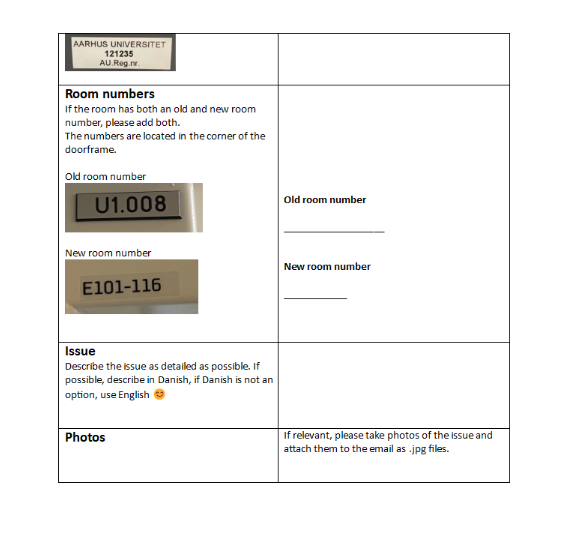 AARHUS UNIVERSITET
121235
AU.Reg.nr.
Room numbers
If the room has both an old and new room
number, please add both.
The numbers are located in the corner of the
doorframe.
Old room number
U1.008
Old room number
New room number
E101-116
New room number
Issue
Describe the issue as detailed as possible. If
possible, describe in Danish, if Danish is not an
option, use English 😊
Photos
If relevant, please take photos of the issue and
attach them to the email as .jpg files.